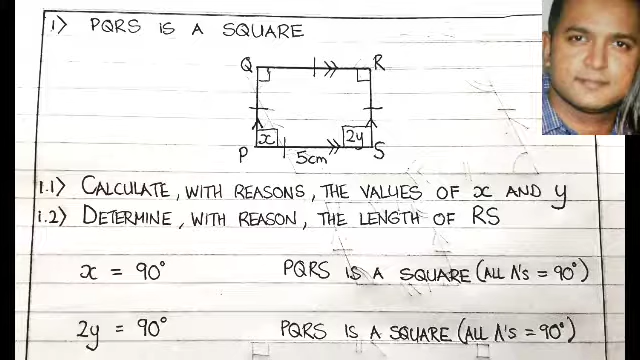 1> PQRS IS A SQUARE
Q R
x 2y
P 5cm S
1.1> CALCULATE, WITH REASONS, THE VALUES OF x AND y
1.2> DETERMINE, WITH REASON, THE LENGTH OF RS
x = 90° PQRS IS A SQUARE (ALL Λ'S = 90°)
2y = 90° PQRS IS A SQUARE (ALL Λ'S = 90°)